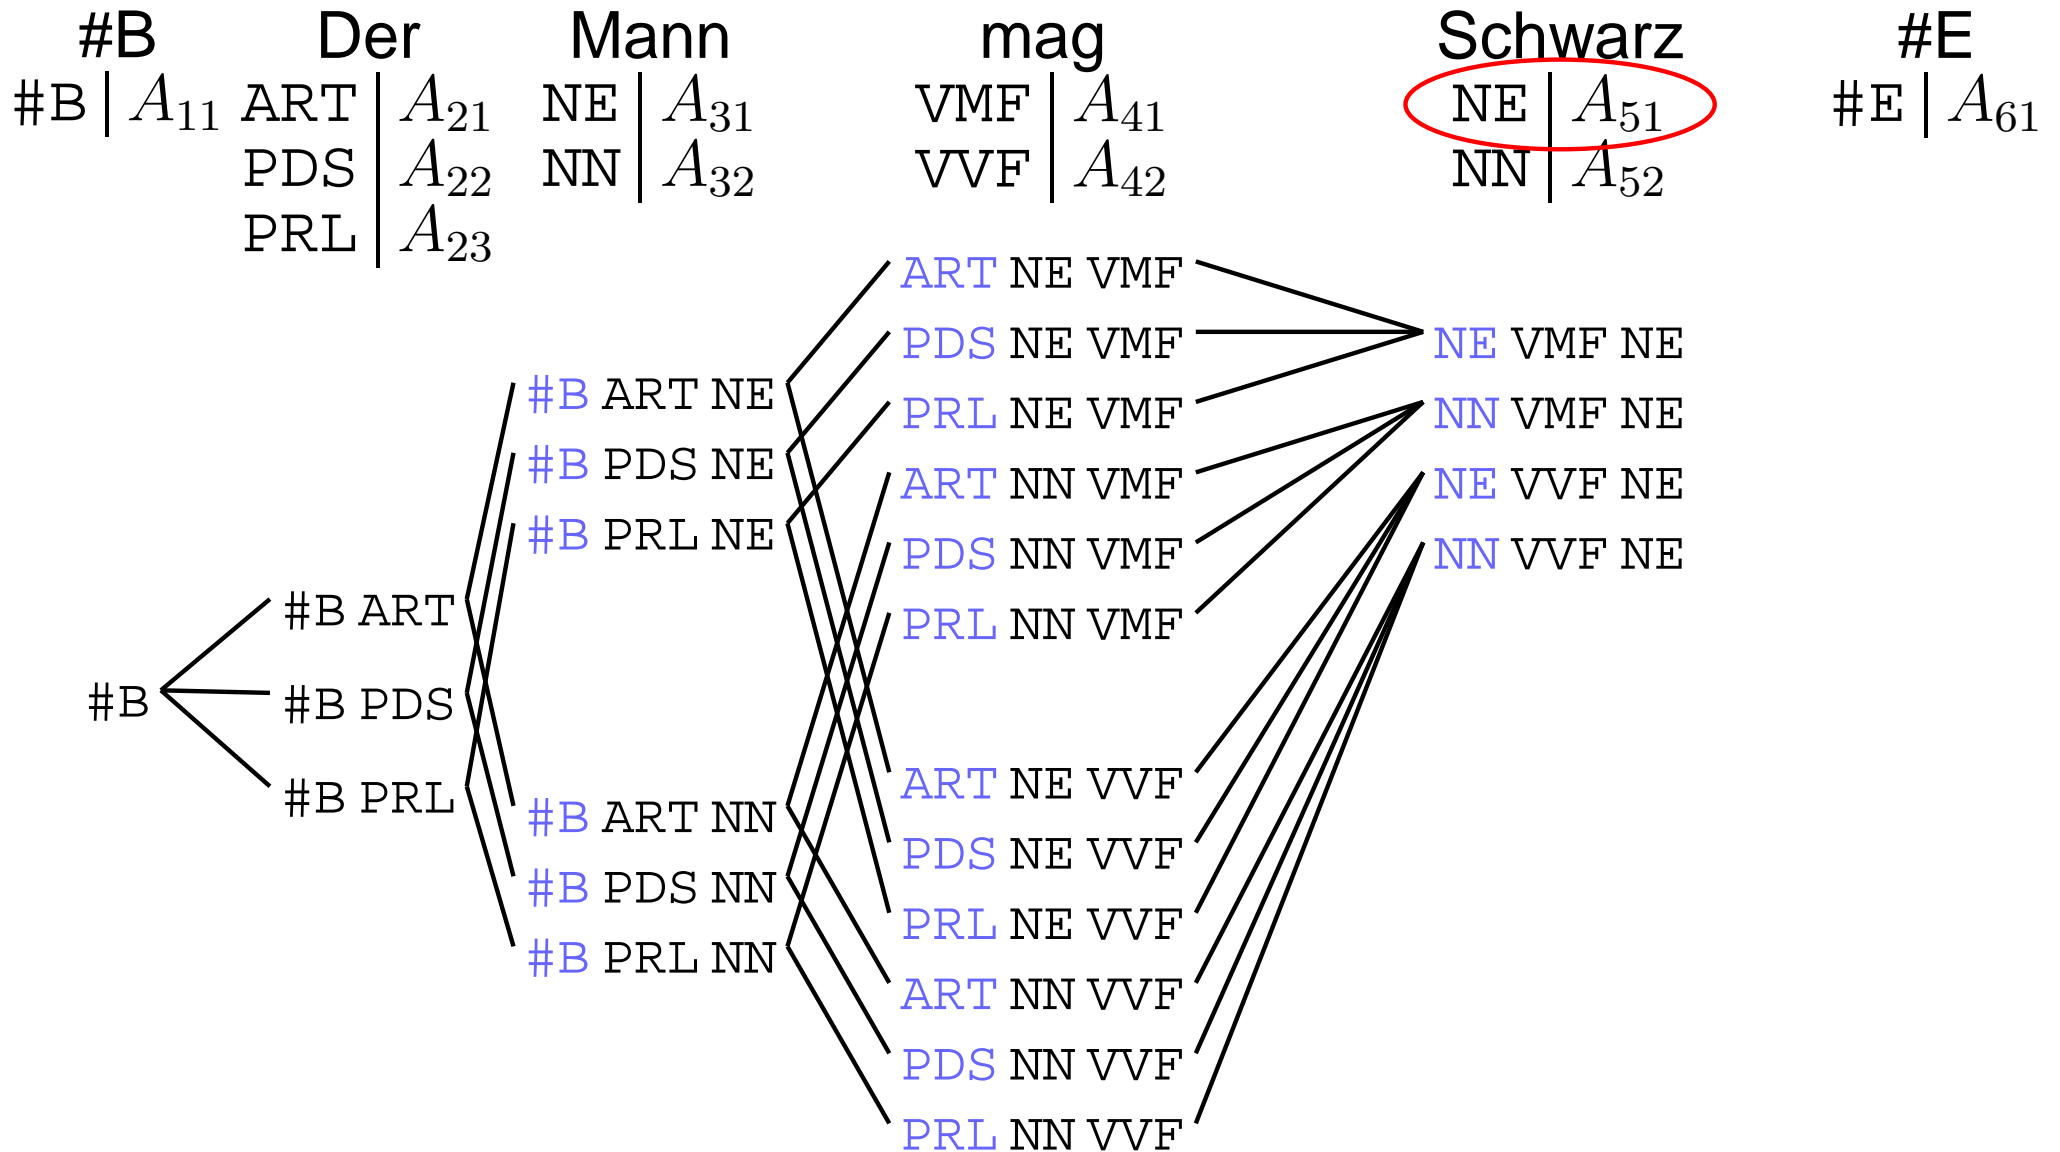 #B Der Mann mag Schwarz #E
#B | A11 ART | A21 NE | A31 VMF | A41 NE | A51 #E | A61
PDS | A22 NN | A32 VVF | A42 NN | A52
PRL | A23
ART NE VMF
PDS NE VMF NE VMF NE
#B ART NE PRL NE VMF NN VMF NE
#B PDS NE ART NN VMF NE VVF NE
#B PRL NE PDS NN VMF NN VVF NE
#B ART PRL NN VMF
#B #B PDS
#B PRL ART NE VVF
#B ART NN PDS NE VVF
#B PDS NN PRL NE VVF
#B PRL NN ART NN VVF
PDS NN VVF
PRL NN VVF